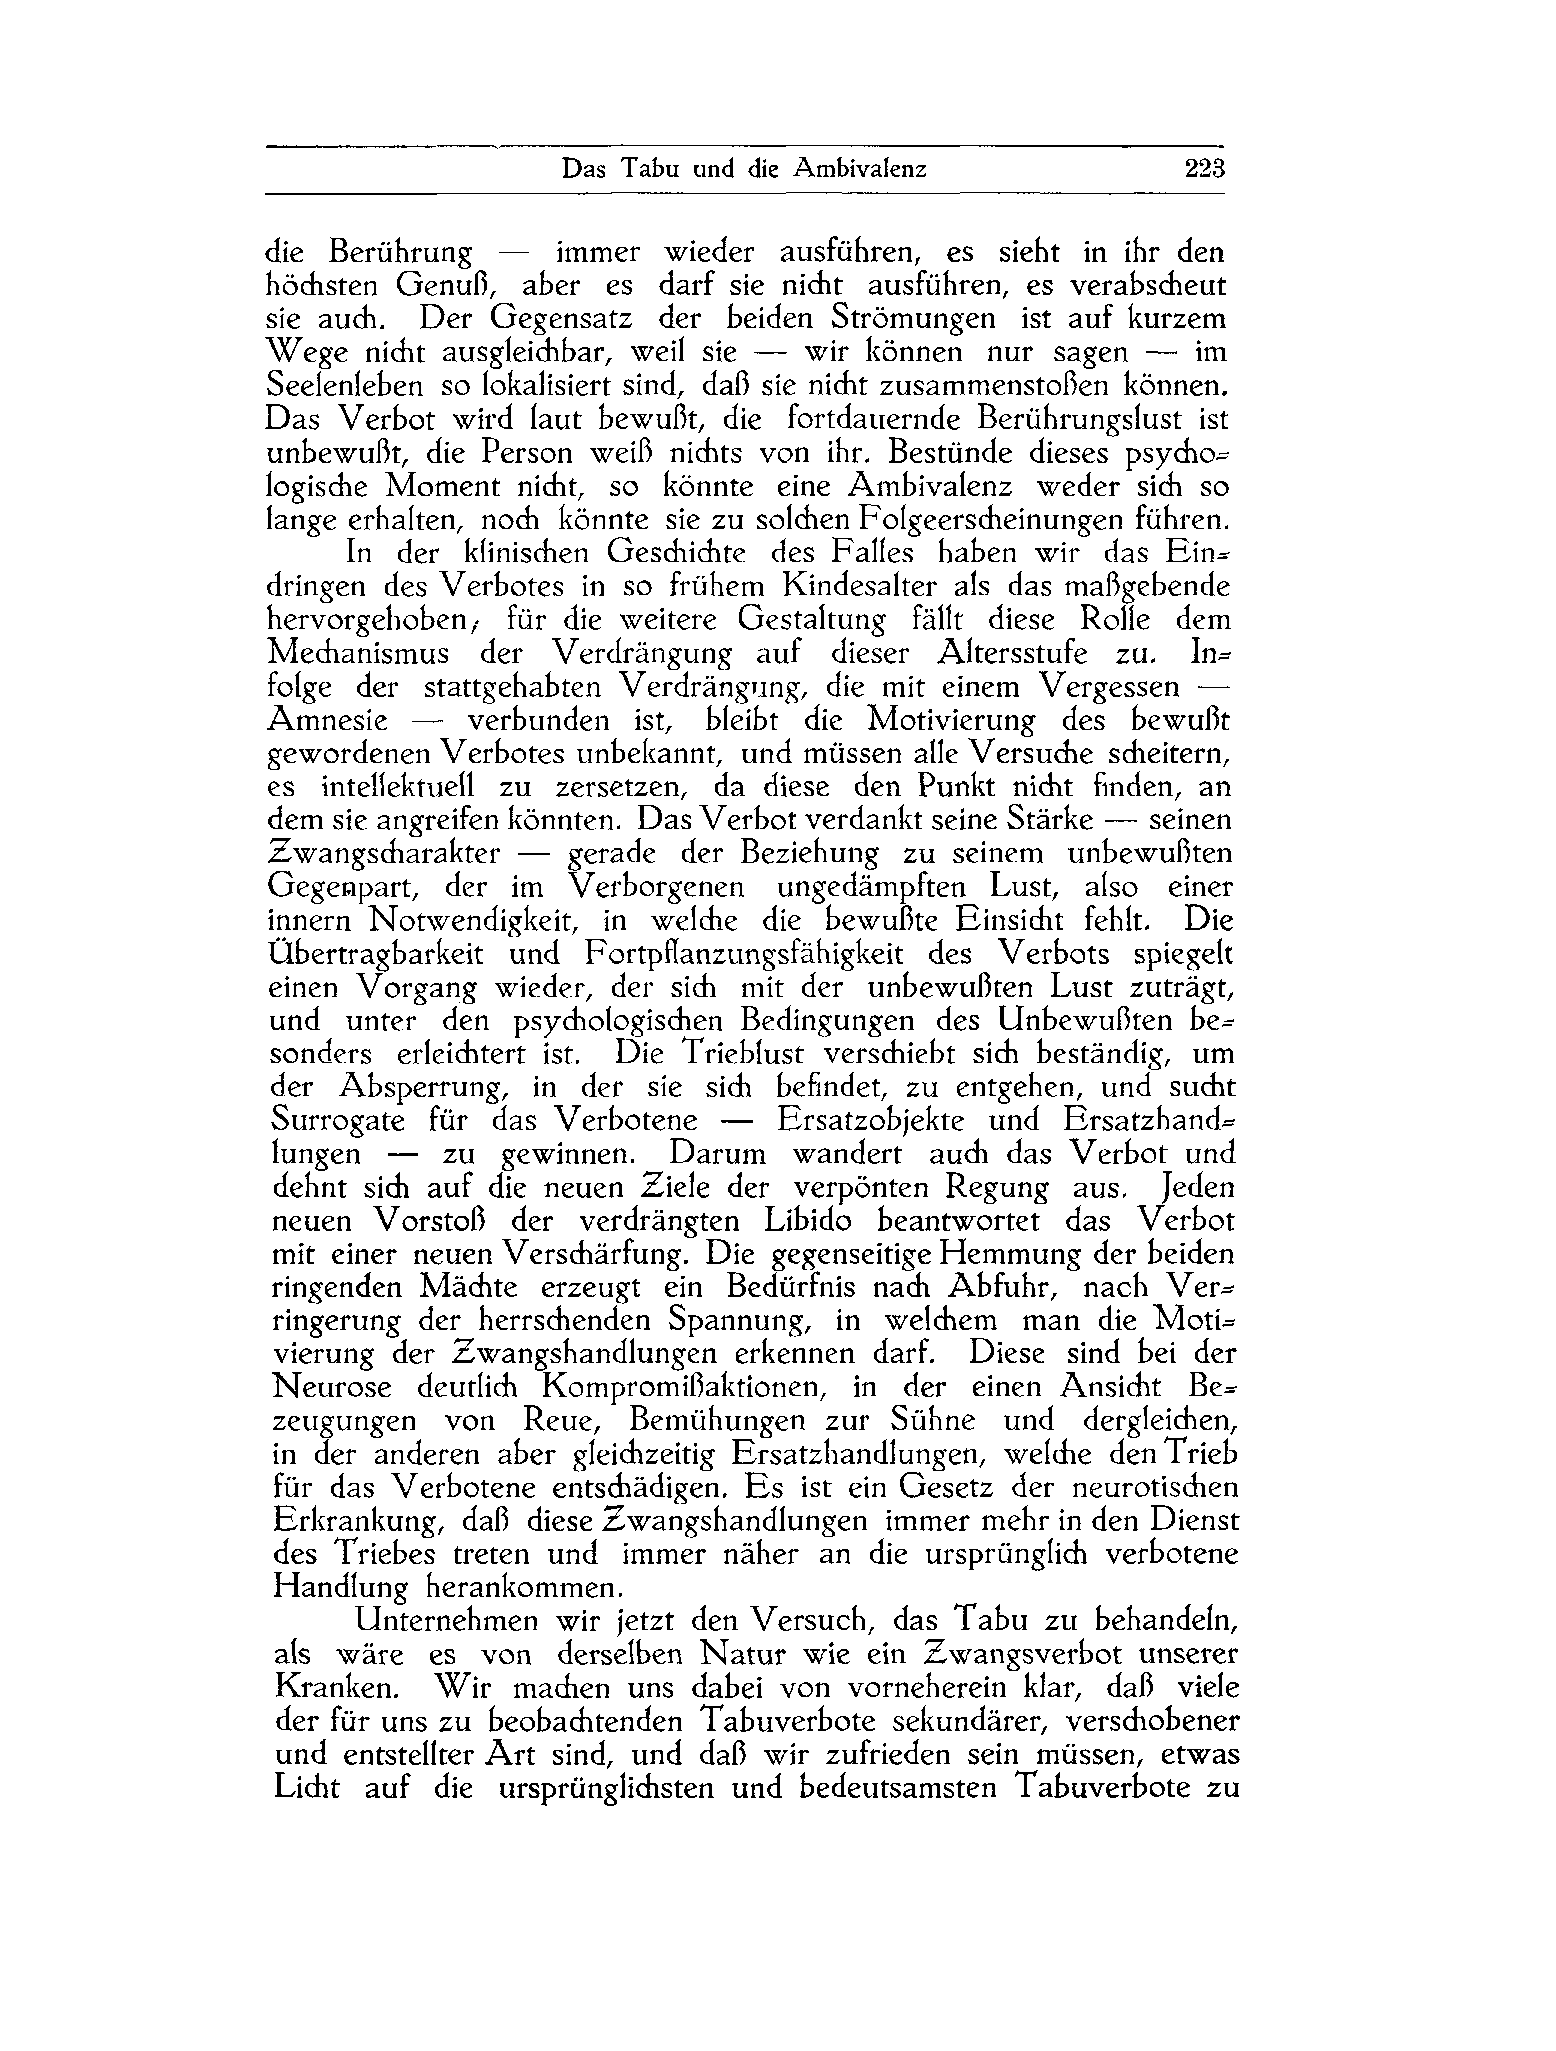 Das Tabu und die Ambivalenz 223
die Berührung — immer wieder ausführen, es sieht in ihr den
höchsten Genuß, aber es darf sie nicht ausführen, es verabscheut
sie auch. Der Gegensatz der beiden Strömungen ist auf kurzem
Wege nicht ausgleichbar, weil sie — wir können nur sagen — im
Seelenleben so lokalisiert sind, daß sie nicht zusammenstoßen können.
Das Verbot wird laut bewußt, die fortdauernde Berührungslust ist
unbewußt, die Person weiß nichts von ihr. Bestünde dieses psycho-
logische Moment nicht, so könnte eine Ambivalenz weder sich so
lange erhalten, noch könnte sie zu solchen Folgeerscheinungen führen.
In der klinischen Geschichte des Falles haben wir das Ein-
dringen des Verbotes in so frühem Kindesalter als das maßgebende
hervorgehoben; für die weitere Gestaltung fällt diese Rolle dem
Mechanismus der Verdrängung auf dieser Altersstufe zu. In-
folge der stattgehabten Verdrängung, die mit einem Vergessen —
Amnesie — verbunden ist, bleibt die Motivierung des bewußt
gewordenen Verbotes unbekannt, und müssen alle Versuche scheitern,
es intellektuell zu zersetzen, da diese den Punkt nicht finden, an
dem sie angreifen könnten. Das Verbot verdankt seine Stärke — seinen
Zwangscharakter — gerade der Beziehung zu seinem unbewußten
Gegenpart, der im Verborgenen ungedämpften Lust, also einer
innern Notwendigkeit, in welche die bewußte Einsicht fehlt. Die
Übertragbarkeit und Fortpflanzungsfähigkeit des Verbots spiegelt
einen Vorgang wieder, der sich mit der unbewußten Lust zuträgt,
und unter den psychologischen Bedingungen des Unbewußten be-
sonders erleichtert ist. Die Trieblust verschiebt sich beständig, um
der Absperrung, in der sie sich befindet, zu entgehen, und sucht
Surrogate für das Verbotene — Ersatzobjekte und Ersatzhand-
lungen — zu gewinnen. Darum wandert auch das Verbot und
dehnt sich auf die neuen Ziele der verpönten Regung aus. Jeden
neuen Vorstoß der verdrängten Libido beantwortet das Verbot
mit einer neuen Verschärfung. Die gegenseitige Hemmung der beiden
ringenden Mächte erzeugt ein Bedürfnis nach Abfuhr, nach Ver-
ringerung der herrschenden Spannung, in welchem man die Moti-
vierung der Zwangshandlungen erkennen darf. Diese sind bei der
Neurose deutlich Kompromißaktionen, in der einen Ansicht Be-
zeugungen von Reue, Bemühungen zur Sühne und dergleichen,
in der anderen aber gleichzeitig Ersatzhandlungen, welche den Trieb
für das Verbotene entschädigen. Es ist ein Gesetz der neurotischen
Erkrankung, daß diese Zwangshandlungen immer mehr in den Dienst
des Triebes treten und immer näher an die ursprünglich verbotene
Handlung herankommen.
Unternehmen wir jetzt den Versuch, das Tabu zu behandeln,
als wäre es von derselben Natur wie ein Zwangsverbot unserer
Kranken. Wir machen uns dabei von vorneherein klar, daß viele
der für uns zu beobachtenden Tabuverbote sekundärer, verschobener
und entstellter Art sind, und daß wir zufrieden sein müssen, etwas
Licht auf die ursprünglichsten und bedeutsamsten Tabuverbote zu